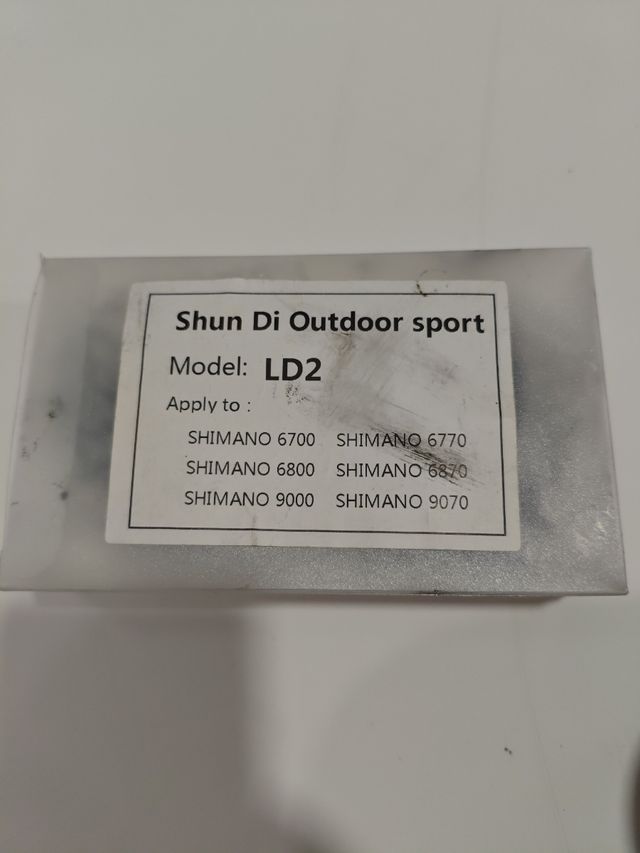 Shun Di Outdoor sport
Model: LD2
Apply to :
SHIMANO 6700 SHIMANO 6770
SHIMANO 6800 SHIMANO 6870
SHIMANO 9000 SHIMANO 9070